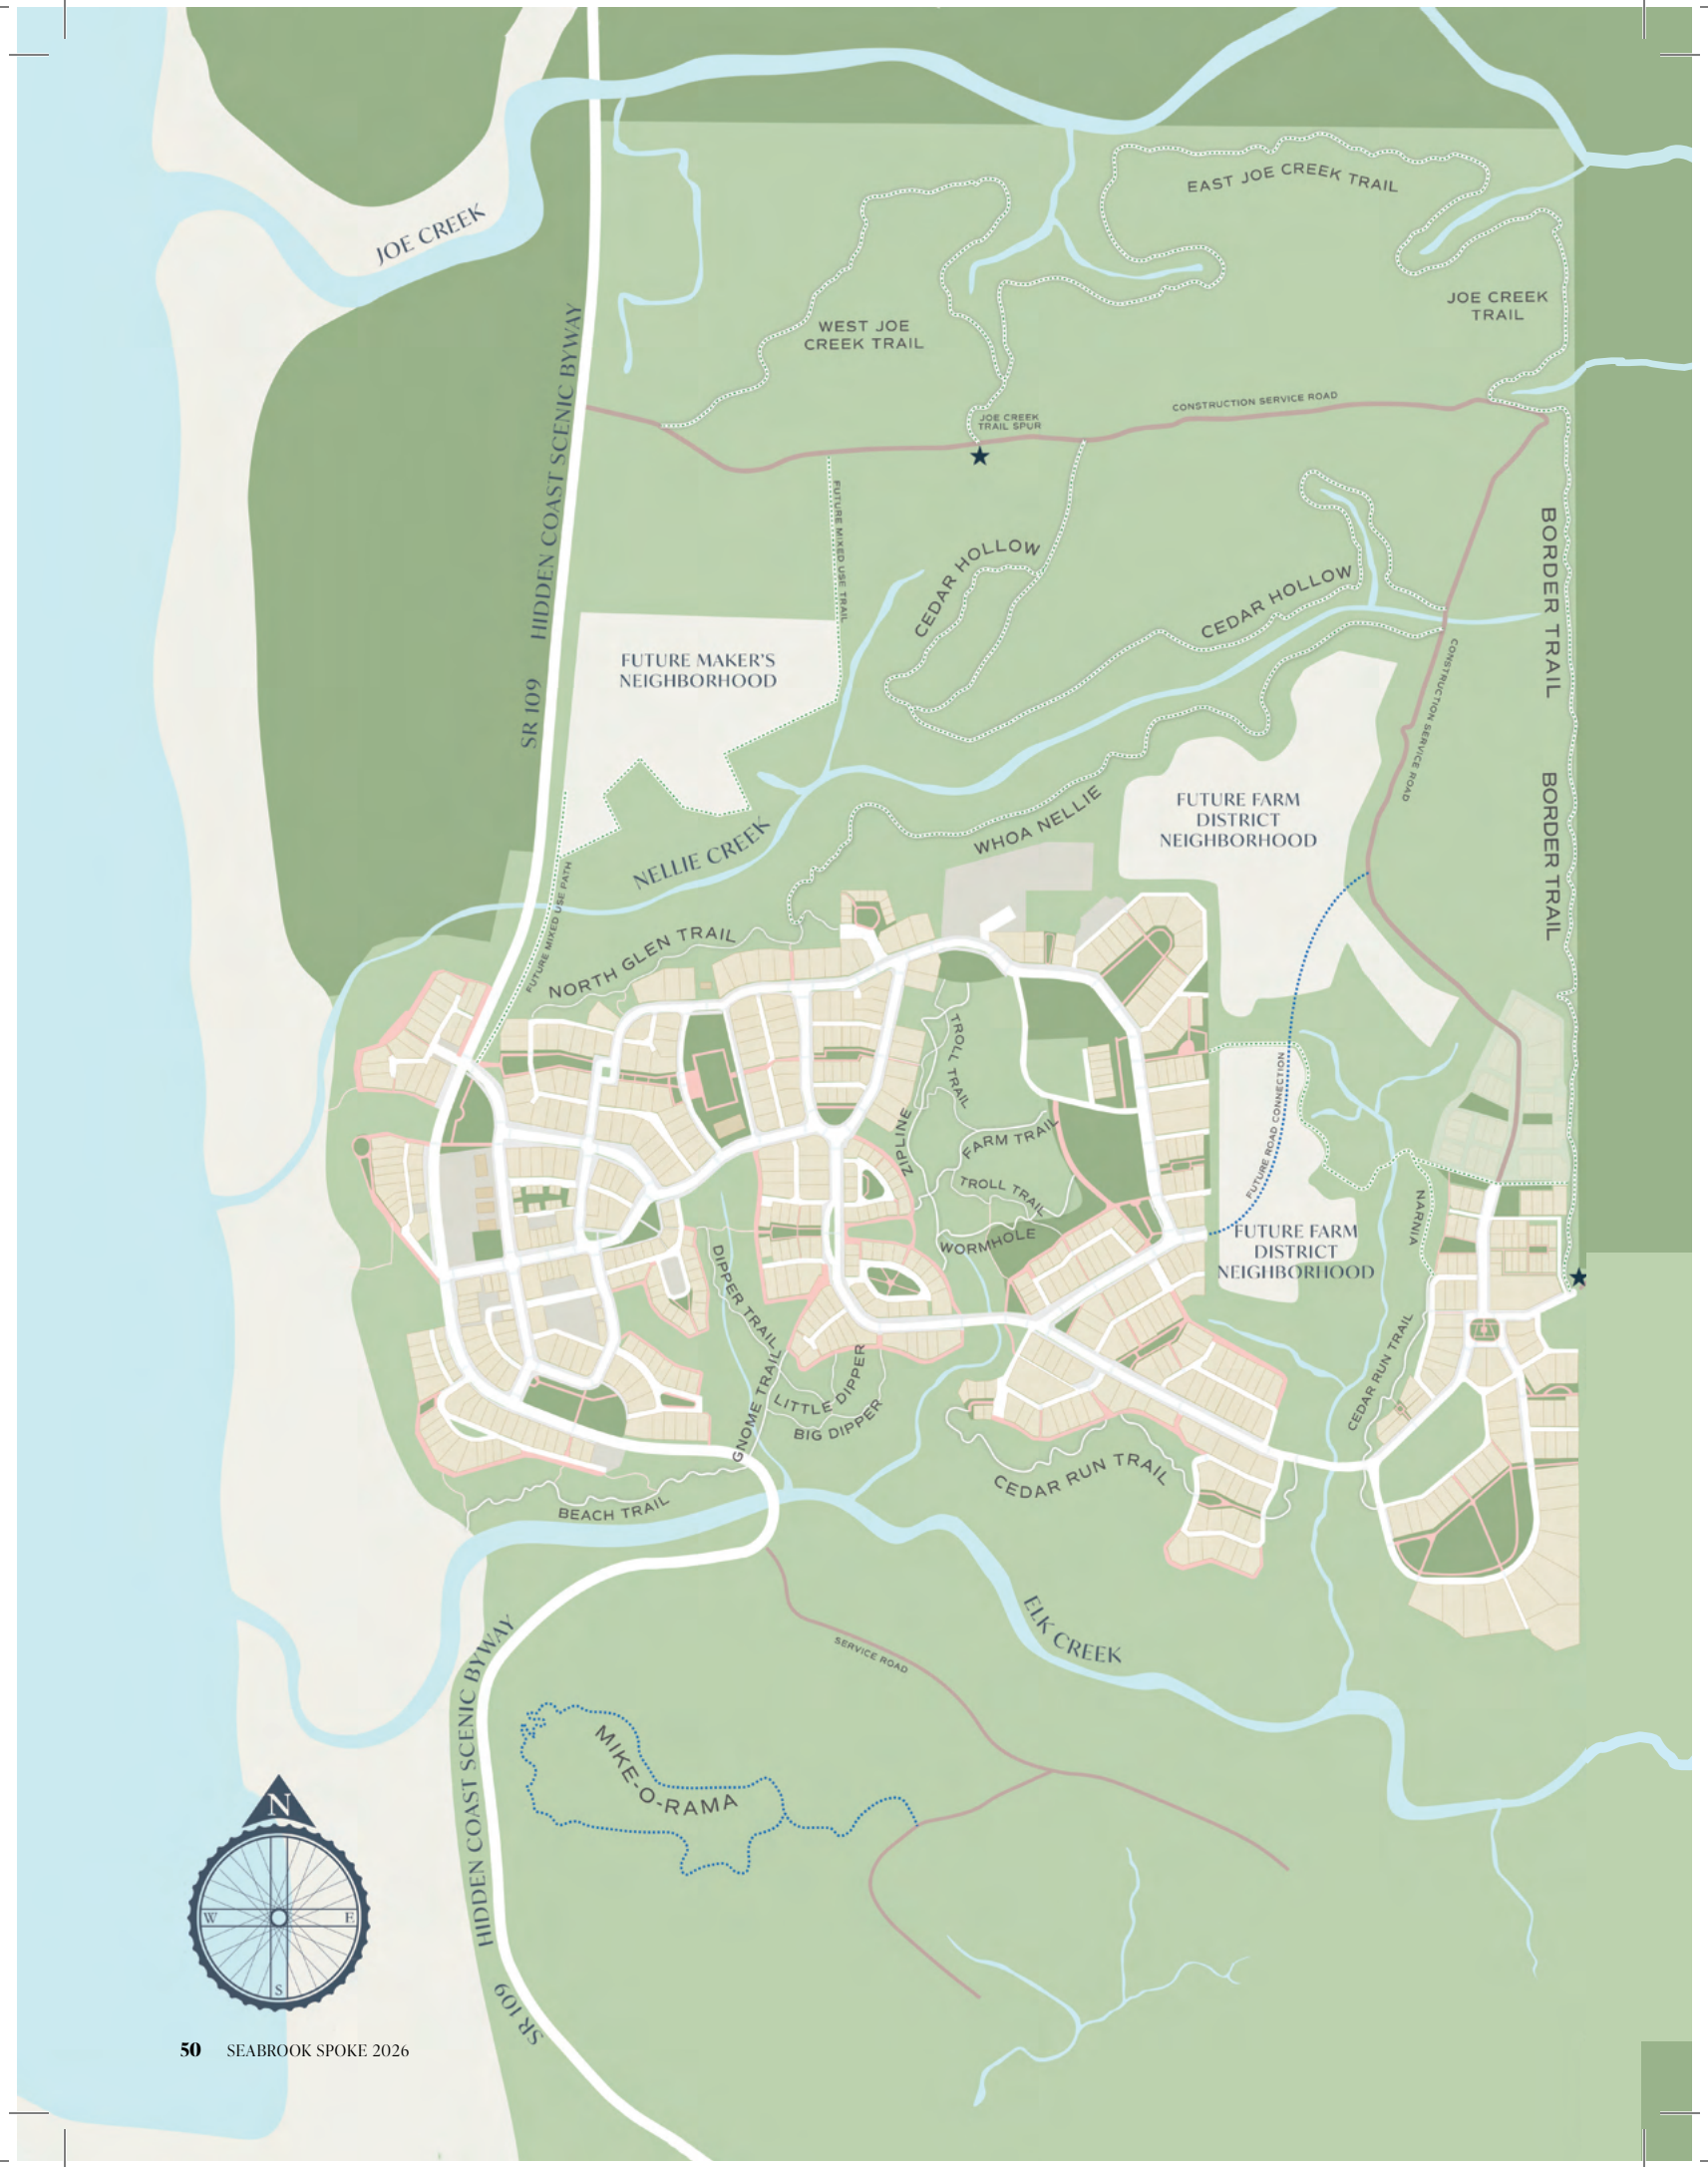 JOE CREEK
EAST JOE CREEK TRAIL
JOE CREEK
TRAIL
WEST JOE
CREEK TRAIL
HIDDEN COAST SCENIC BYWAY
SR 109
JOE CREEK
TRAIL SPUR
CONSTRUCTION SERVICE ROAD
FUTURE MIXED USE TRAIL
CEDAR HOLLOW
CEDAR HOLLOW
BORDER TRAIL
CONSTRUCTION SERVICE ROAD
FUTURE MAKER'S
NEIGHBORHOOD
BORDER TRAIL
FUTURE FARM
DISTRICT
NEIGHBORHOOD
WHOA NELLIE
NELLIE CREEK
FUTURE MIXED USE PATH
NORTH GLEN TRAIL
TROLL TRAIL
ZIPLINE
FARM TRAIL
TROLL TRAIL
WORMHOLE
FUTURE ROAD CONNECTION
FUTURE FARM
DISTRICT
NEIGHBORHOOD
NARNIA
DIPPER TRAIL
GNOME TRAIL
LITTLE DIPPER
BIG DIPPER
CEDAR RUN TRAIL
CEDAR RUN TRAIL
BEACH TRAIL
ELK CREEK
SERVICE ROAD
HIDDEN COAST SCENIC BYWAY
MIKE-O-RAMA
N
W
E
S
SR 109
50 SEABROOK SPOKE 2026